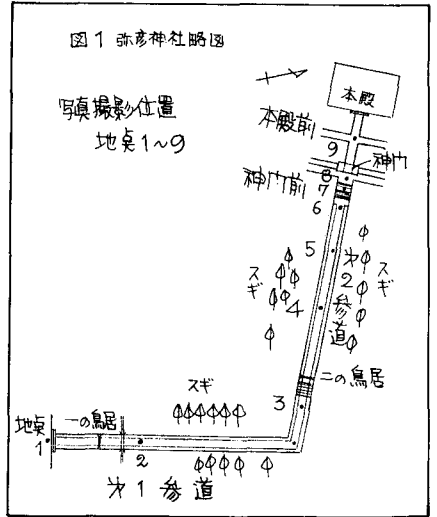 図1 弥彦神社略図
写真撮影位置
地点1~9
本殿
本殿前
9
神門
神門前
8
7
6
5
スギ
スギ
4
第2参道
二の鳥居
3
スギ
地点
1
一の鳥居
2
第1参道